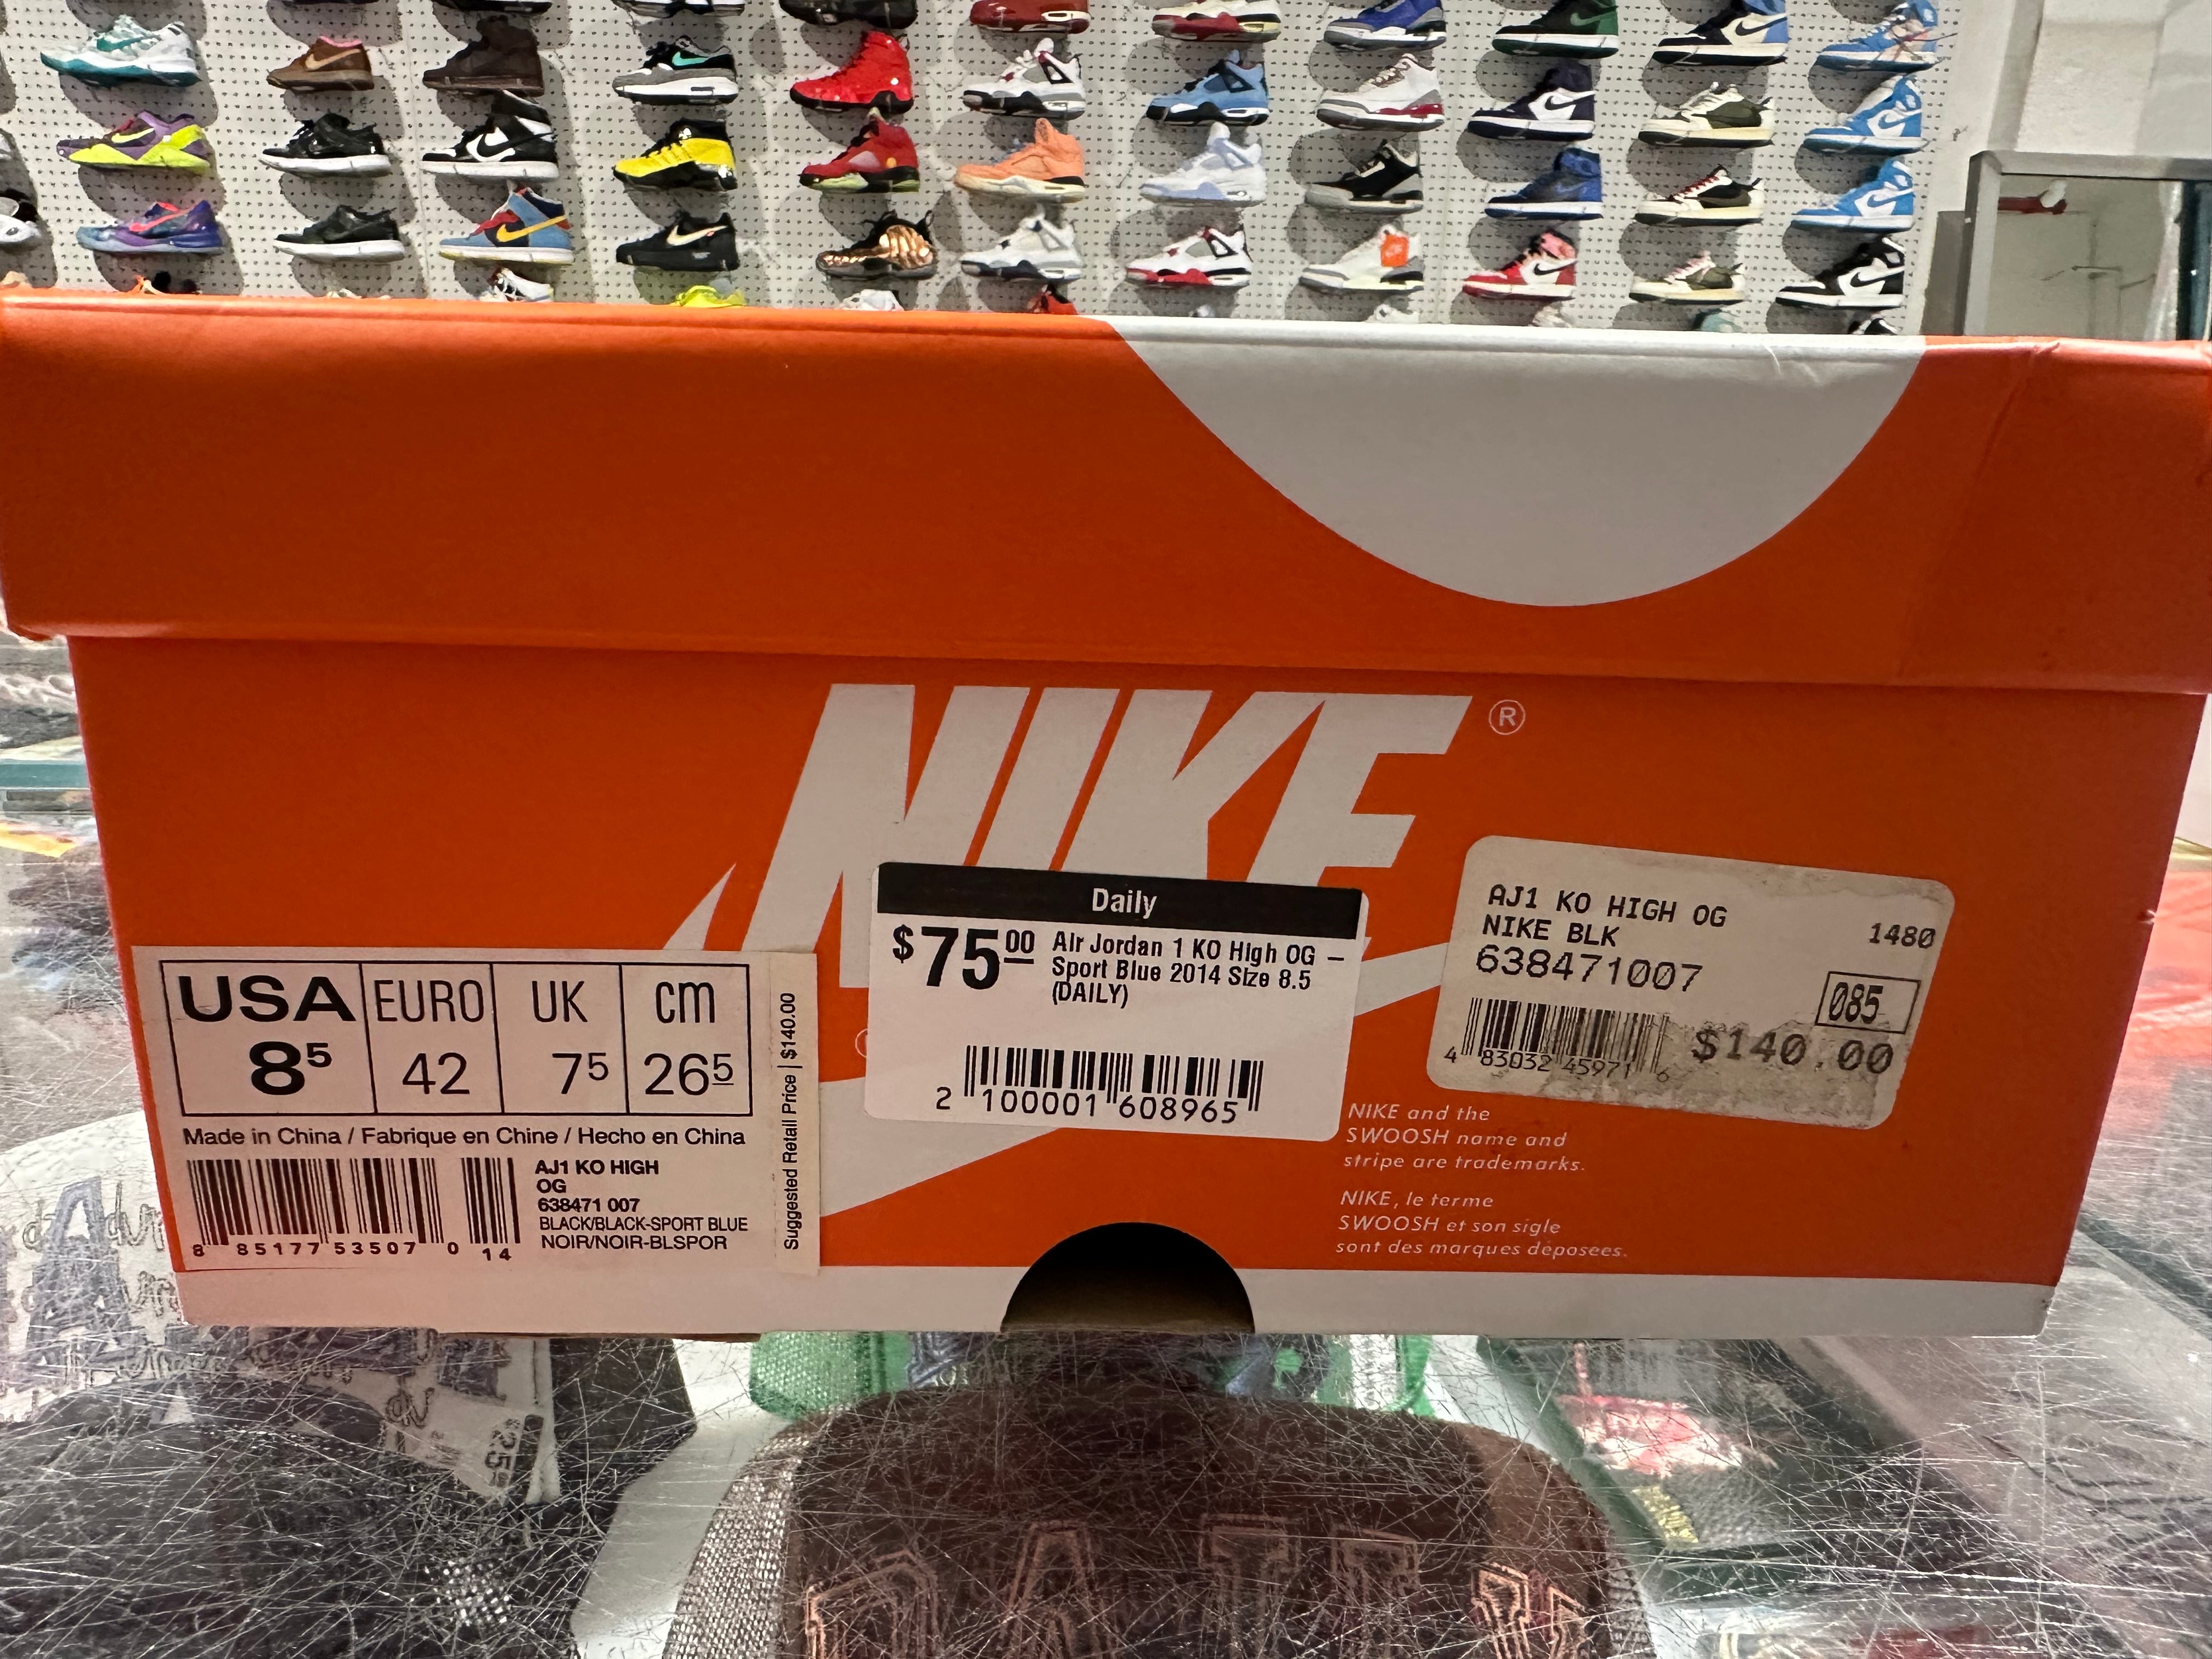 NIKE ®
USA EURO UK cm
8⁵ 42 7⁵ 26⁵
Suggested Retail Price | $140.00
Made in China / Fabrique en Chine / Hecho en China
AJ1 KO HIGH
OG
638471 007
BLACK/BLACK-SPORT BLUE
NOIR/NOIR-BLSPOR
8 85177 53507 0 14
Daily
$75.00
Air Jordan 1 KO High OG –
Sport Blue 2014 Size 8.5
(DAILY)
2 100001 608965
AJ1 KO HIGH OG
NIKE BLK 1480
638471007
085
4 83032 45971 6
$140.00
NIKE and the
SWOOSH name and
stripe are trademarks.
NIKE, le terme
SWOOSH et son sigle
sont des marques déposées.